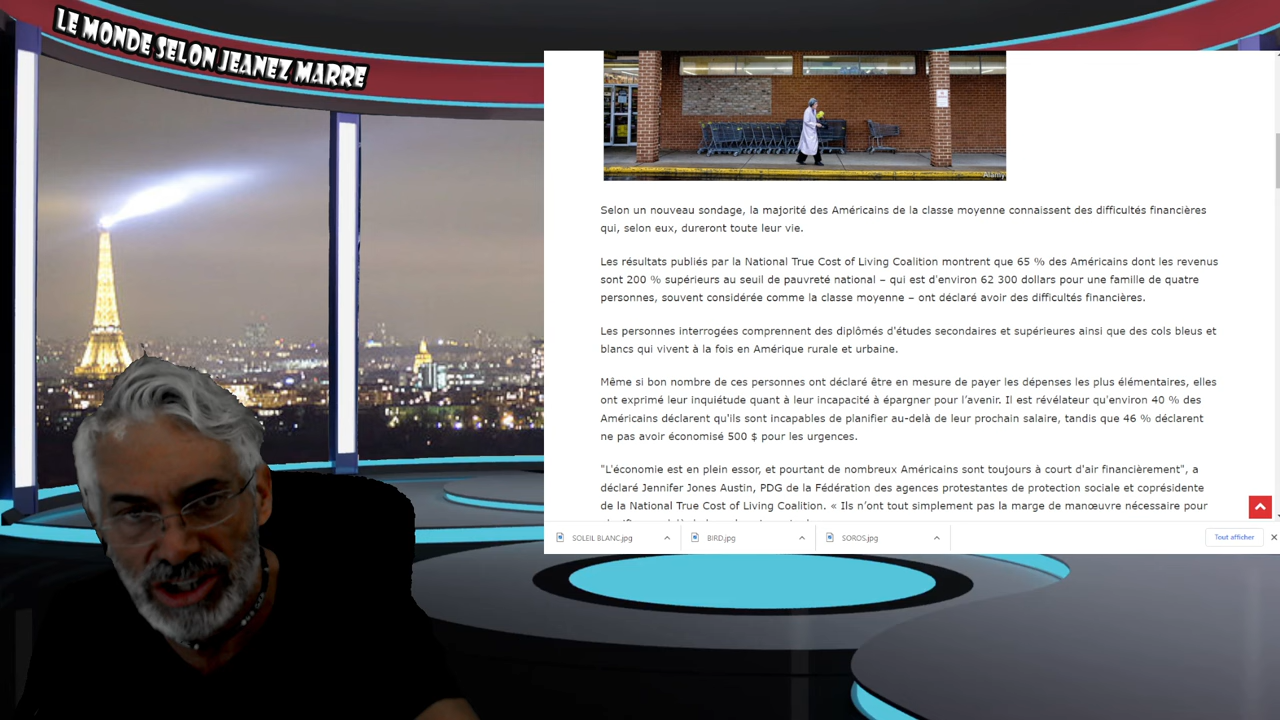 LE MONDE SELON JEANEZ MARRE
Alamy
Selon un nouveau sondage, la majorité des Américains de la classe moyenne connaissent des difficultés financières
qui, selon eux, dureront toute leur vie.
Les résultats publiés par la National True Cost of Living Coalition montrent que 65 % des Américains dont les revenus
sont 200 % supérieurs au seuil de pauvreté national – qui est d'environ 62 300 dollars pour une famille de quatre
personnes, souvent considérée comme la classe moyenne – ont déclaré avoir des difficultés financières.
Les personnes interrogées comprennent des diplômés d'études secondaires et supérieures ainsi que des cols bleus et
blancs qui vivent à la fois en Amérique rurale et urbaine.
Même si bon nombre de ces personnes ont déclaré être en mesure de payer les dépenses les plus élémentaires, elles
ont exprimé leur inquiétude quant à leur incapacité à épargner pour l’avenir. Il est révélateur qu'environ 40 % des
Américains déclarent qu'ils sont incapables de planifier au-delà de leur prochain salaire, tandis que 46 % déclarent
ne pas avoir économisé 500 $ pour les urgences.
"L'économie est en plein essor, et pourtant de nombreux Américains sont toujours à court d'air financièrement", a
déclaré Jennifer Jones Austin, PDG de la Fédération des agences protestantes de protection sociale et coprésidente
de la National True Cost of Living Coalition. « Ils n’ont tout simplement pas la marge de manœuvre nécessaire pour
SOLEIL BLANC.jpg
BIRD.jpg
SOROS.jpg
Tout afficher